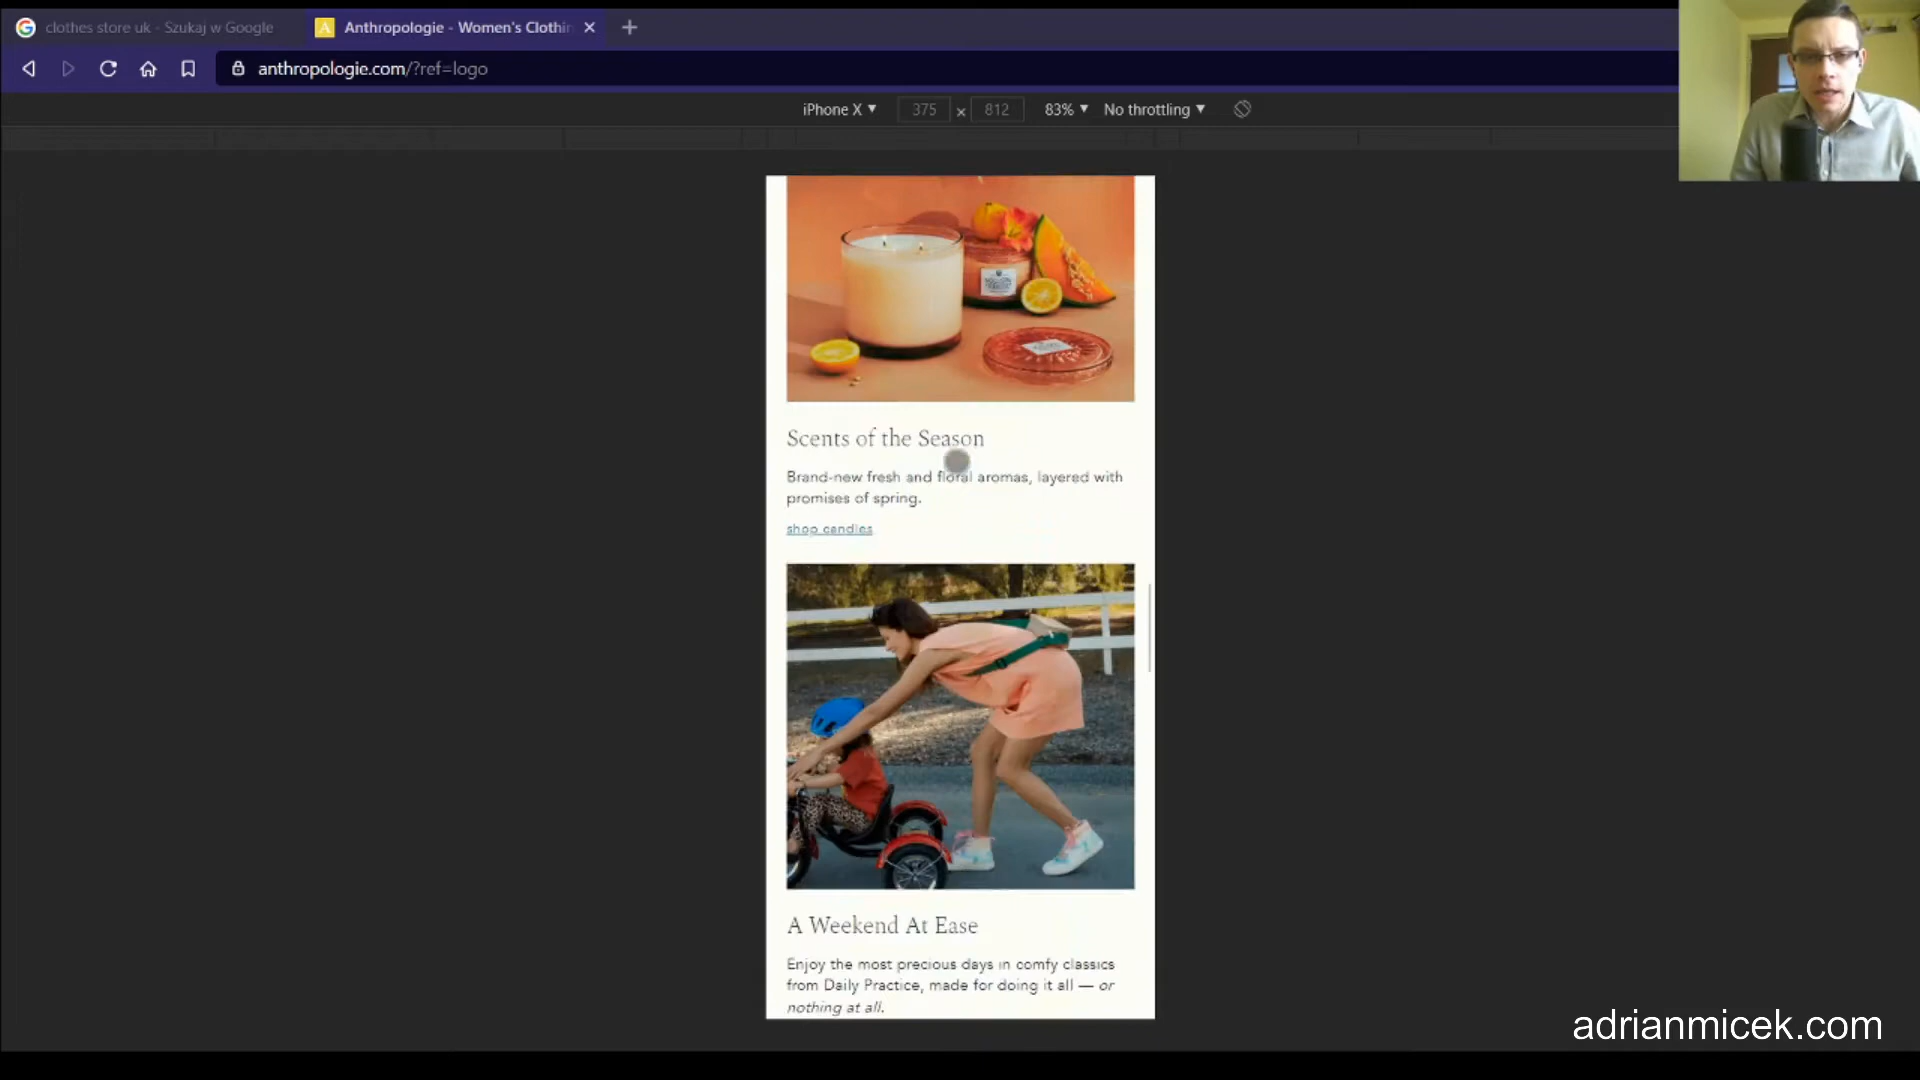 clothes store uk - Szukaj w Google
Anthropologie - Women's Clothin
anthropologie.com/?ref=logo
iPhone X 375 × 812 83% No throttling
Scents of the Season
Brand-new fresh and floral aromas, layered with
promises of spring.
shop candles
A Weekend At Ease
Enjoy the most precious days in comfy classics
from Daily Practice, made for doing it all — or
nothing at all.
adrianmicek.com